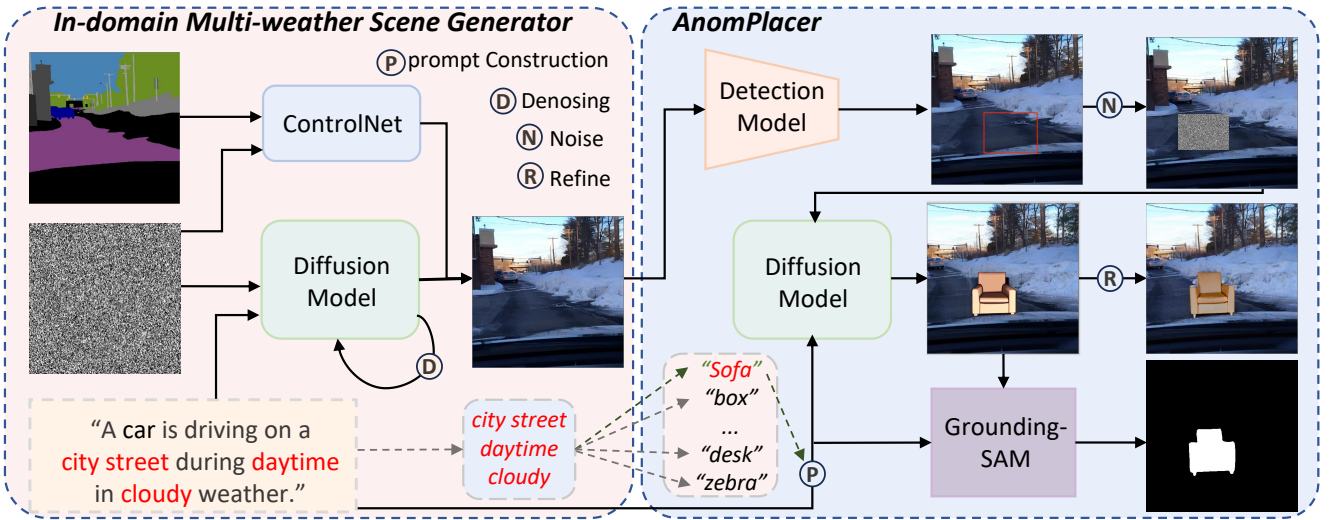 In-domain Multi-weather Scene Generator
P prompt Construction
D Denosing
N Noise
R Refine
ControlNet
Diffusion
Model
D
"A car is driving on a
city street during daytime
in cloudy weather."
city street
daytime
cloudy
AnomPlacer
Detection
Model
N
Diffusion
Model
R
"Sofa"
"box"
...
"desk"
"zebra"
P
Grounding-
SAM